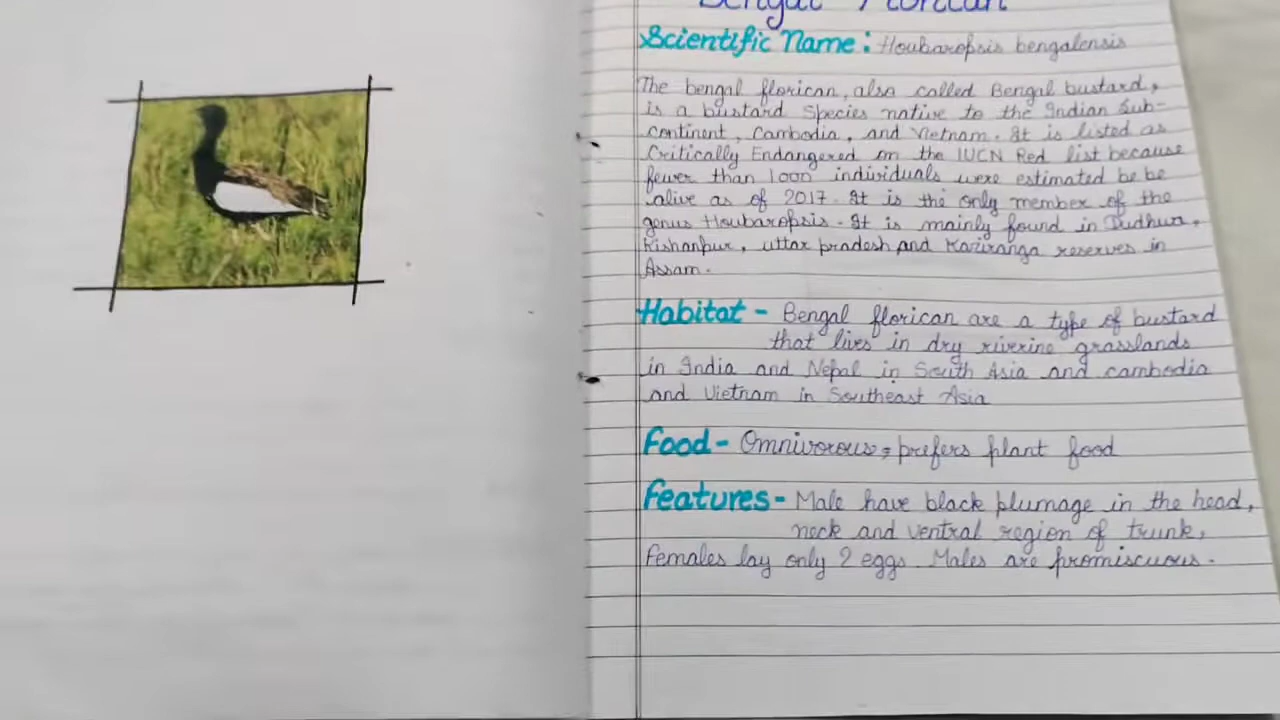 Bengal Florican
Scientific Name: Houbaropsis bengalensis
The bengal florican, also called Bengal bustard,
is a bustard species native to the Indian sub-
continent, Cambodia, and Vietnam. It is listed as
Critically Endangered on the IUCN Red list because
fewer than 1000 individuals were estimated be be
alive as of 2017. It is the only member of the
genus Houbaropsis. It is mainly found in Dudhwa,
Kishanpur, uttar pradesh and Kaziranga reserves in
Assam.
Habitat - Bengal florican are a type of bustard
that lives in dry riverine grasslands
in India and Nepal in South Asia and cambodia
and Vietnam in Southeast Asia
Food - Omnivorous, prefers plant food
Features - Male have black plumage in the head,
neck and ventral region of trunk,
Females lay only 2 eggs. Males are promiscuous.